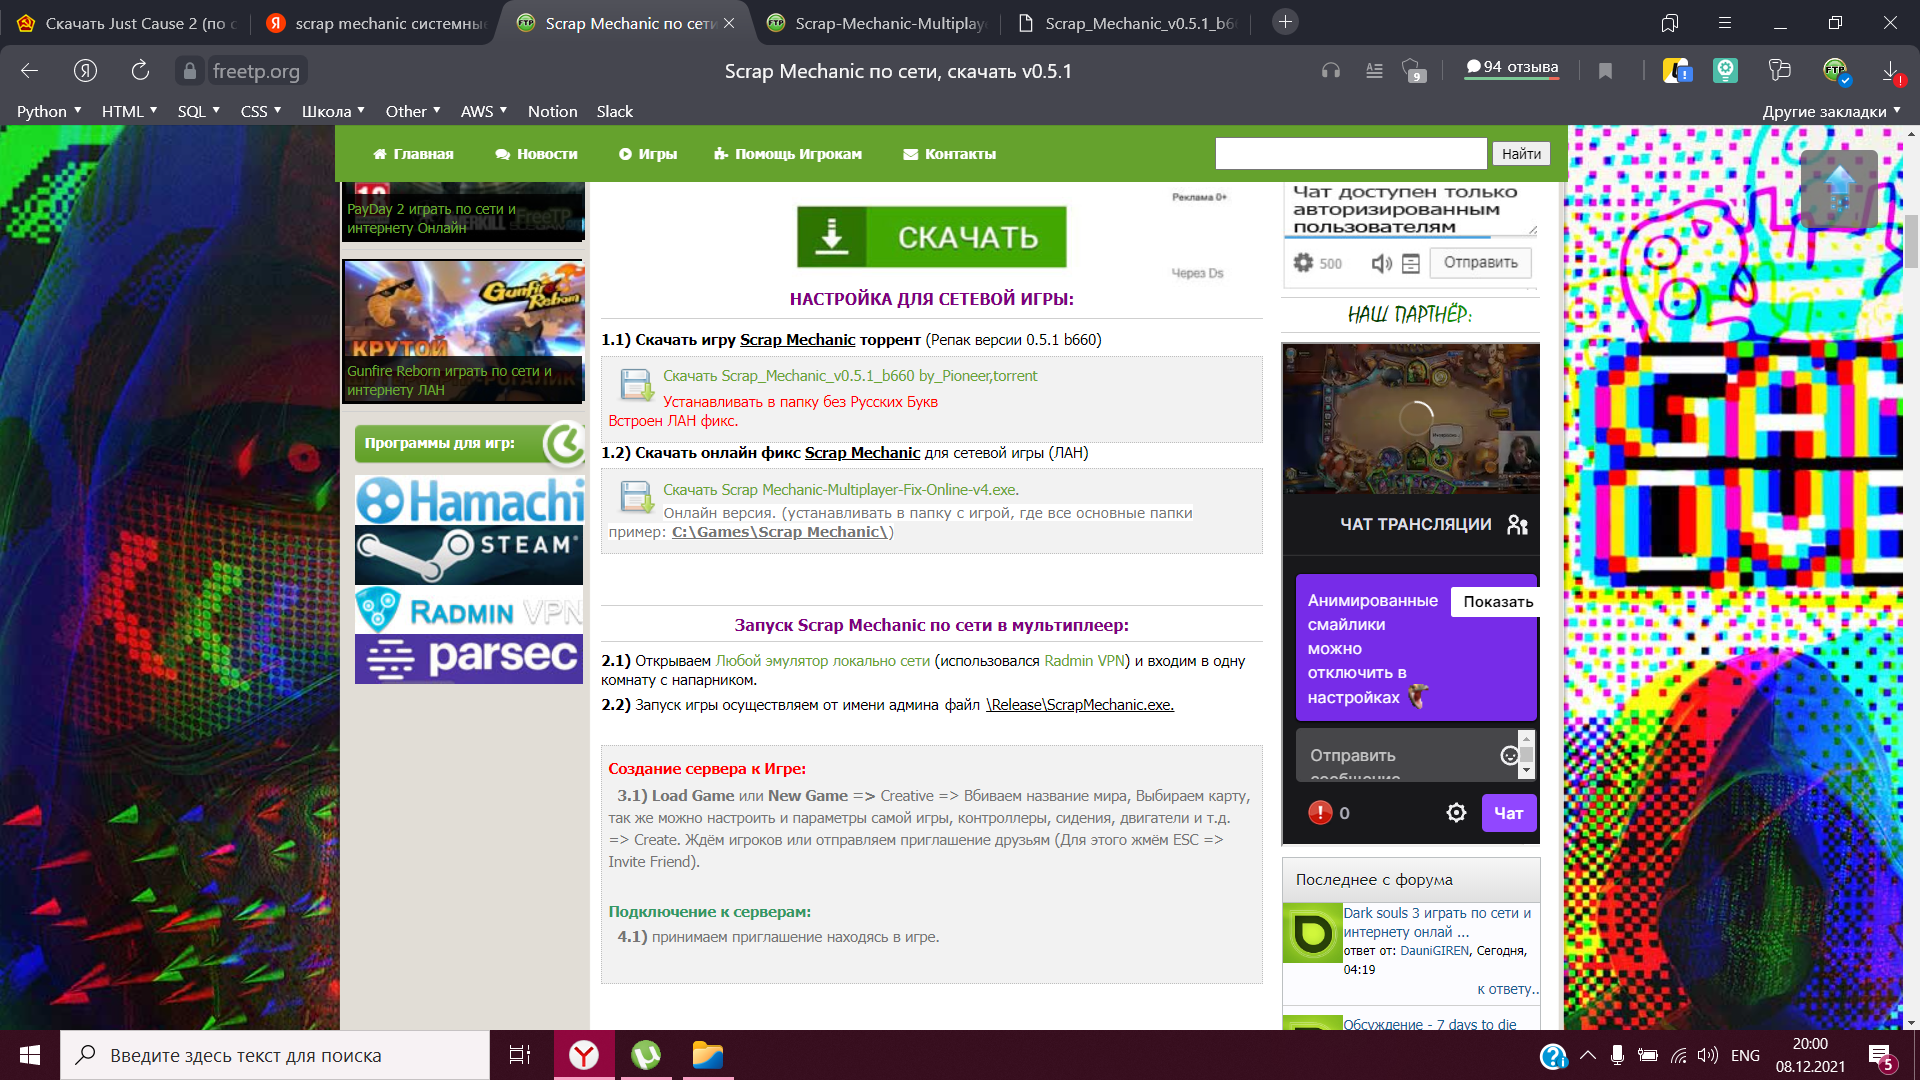 Скачать Just Cause 2 (по с
scrap mechanic системные
Scrap Mechanic по сети
Scrap-Mechanic-Multiplaye
Scrap_Mechanic_v0.5.1_b6
freetp.org
Scrap Mechanic по сети, скачать v0.5.1
9
94 отзыва
Python
HTML
SQL
CSS
Школа
Other
AWS
Notion
Slack
Другие закладки
Главная
Новости
Игры
Помощь Игрокам
Контакты
Найти
PayDay 2 играть по сети и
интернету Онлайн
Gunfire Reborn
КРУТОЙ
Gunfire Reborn играть по сети и
интернету ЛАН
Программы для игр:
Hamachi
STEAM
RADMIN VPN
parsec
Реклама 0+
СКАЧАТЬ
Через Ds
НАСТРОЙКА ДЛЯ СЕТЕВОЙ ИГРЫ:
1.1) Скачать игру Scrap Mechanic торрент (Репак версии 0.5.1 b660)
Скачать Scrap_Mechanic_v0.5.1_b660 by_Pioneer,torrent
Устанавливать в папку без Русских Букв
Встроен ЛАН фикс.
1.2) Скачать онлайн фикс Scrap Mechanic для сетевой игры (ЛАН)
Скачать Scrap Mechanic-Multiplayer-Fix-Online-v4.exe.
Онлайн версия. (устанавливать в папку с игрой, где все основные папки
пример: C:\Games\Scrap Mechanic\)
Запуск Scrap Mechanic по сети в мультиплеер:
2.1) Открываем Любой эмулятор локально сети (использовался Radmin VPN) и входим в одну
комнату с напарником.
2.2) Запуск игры осуществляем от имени админа файл \Release\ScrapMechanic.exe.
Создание сервера к Игре:
3.1) Load Game или New Game => Creative => Вбиваем название мира, Выбираем карту,
так же можно настроить и параметры самой игры, контроллеры, сидения, двигатели и т.д.
=> Create. Ждём игроков или отправляем приглашение друзьям (Для этого жмём ESC =>
Invite Friend).
Подключение к серверам:
4.1) принимаем приглашение находясь в игре.
Чат доступен только
авторизированным
пользователям
500
Отправить
НАШ ПАРТНЁР:
ЧАТ ТРАНСЛЯЦИИ
Анимированные
смайлики
можно
отключить в
настройках
Показать
Отправить
сообщение
0
Чат
Последнее с форума
Dark souls 3 играть по сети и
интернету онлай ...
ответ от: DauniGIREN, Сегодня,
04:19
к ответу..
Обсуждение - 7 days to die
Введите здесь текст для поиска
ENG
20:00
08.12.2021
5